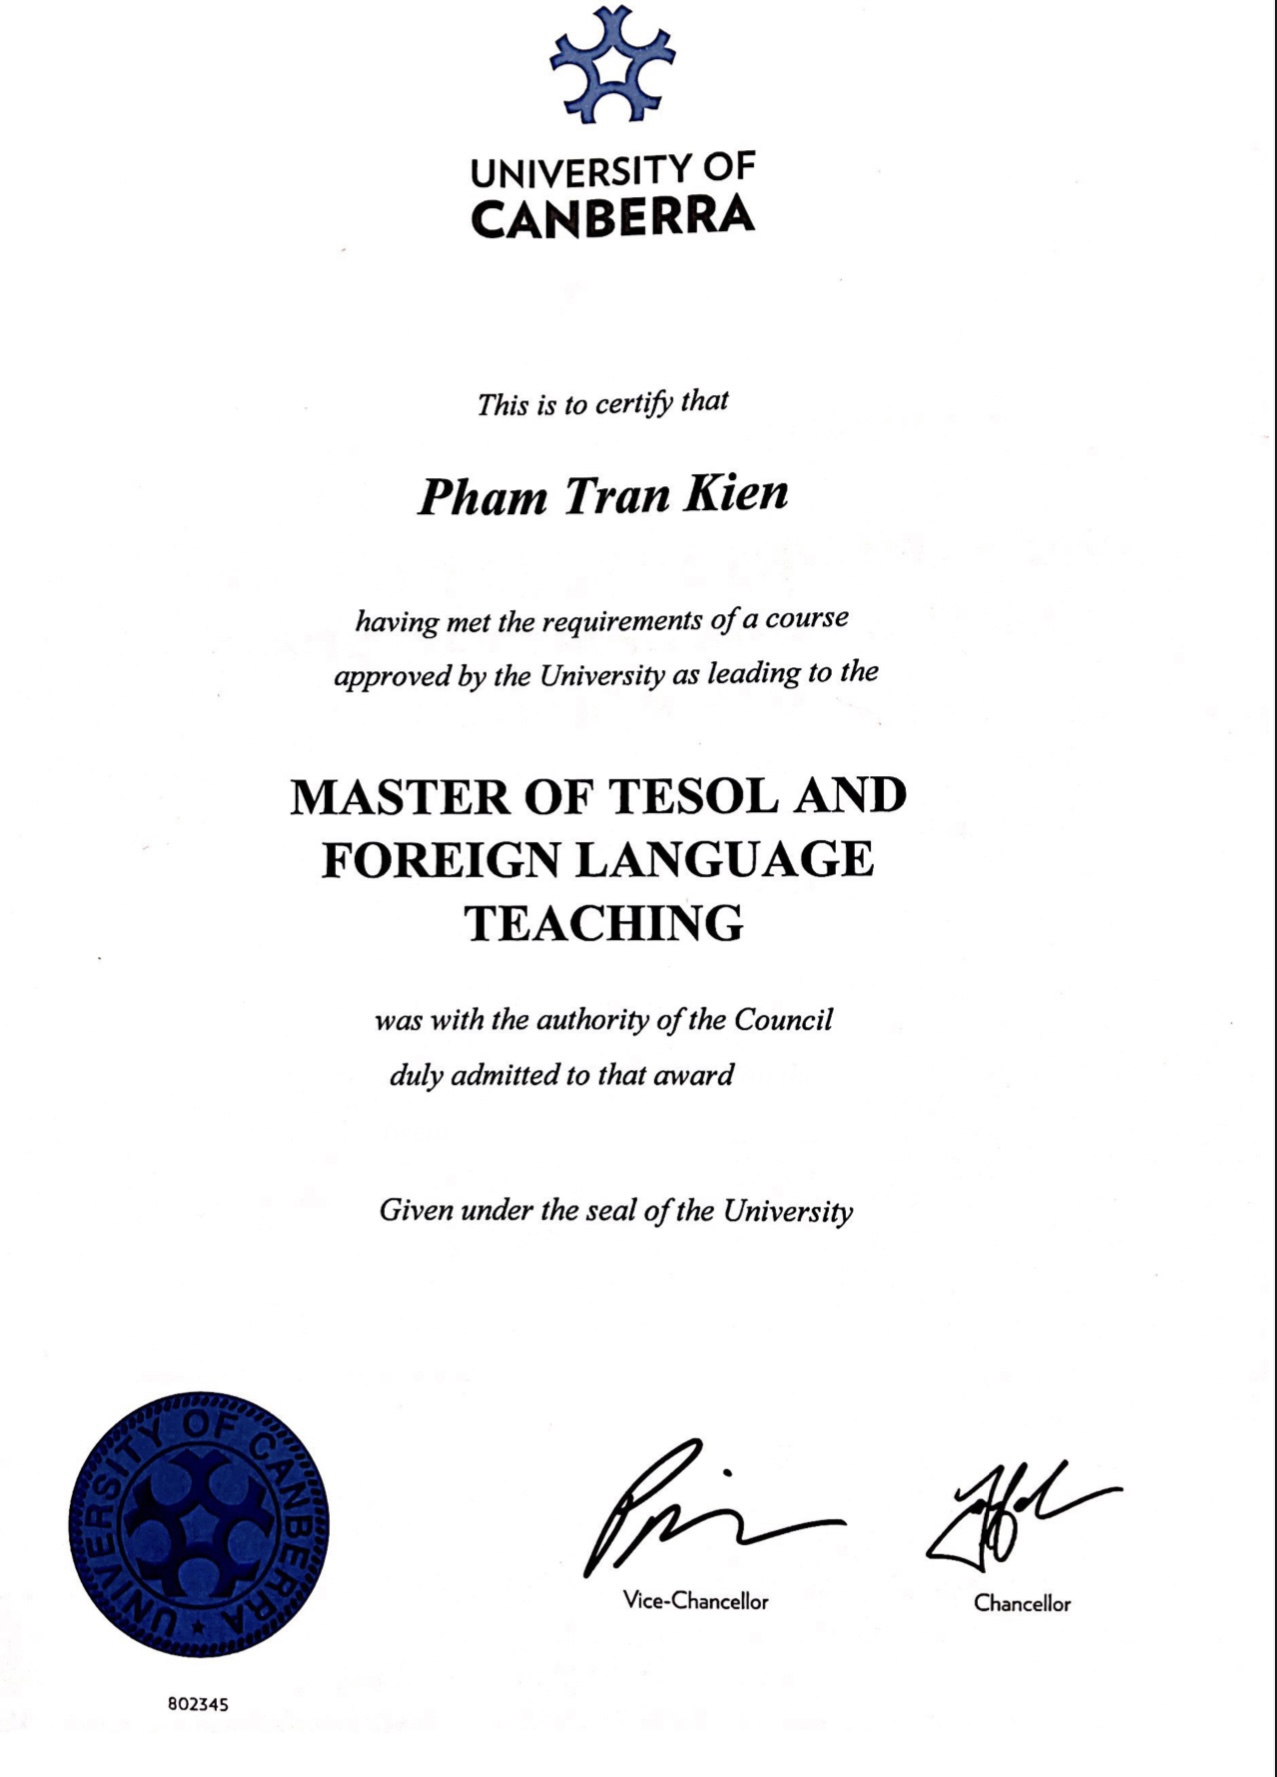 UNIVERSITY OF
CANBERRA
This is to certify that
Pham Tran Kien
having met the requirements of a course
approved by the University as leading to the
MASTER OF TESOL AND
FOREIGN LANGUAGE
TEACHING
was with the authority of the Council
duly admitted to that award
Given under the seal of the University
UNIVERSITY OF CANBERRA
Vice-Chancellor
Chancellor
802345